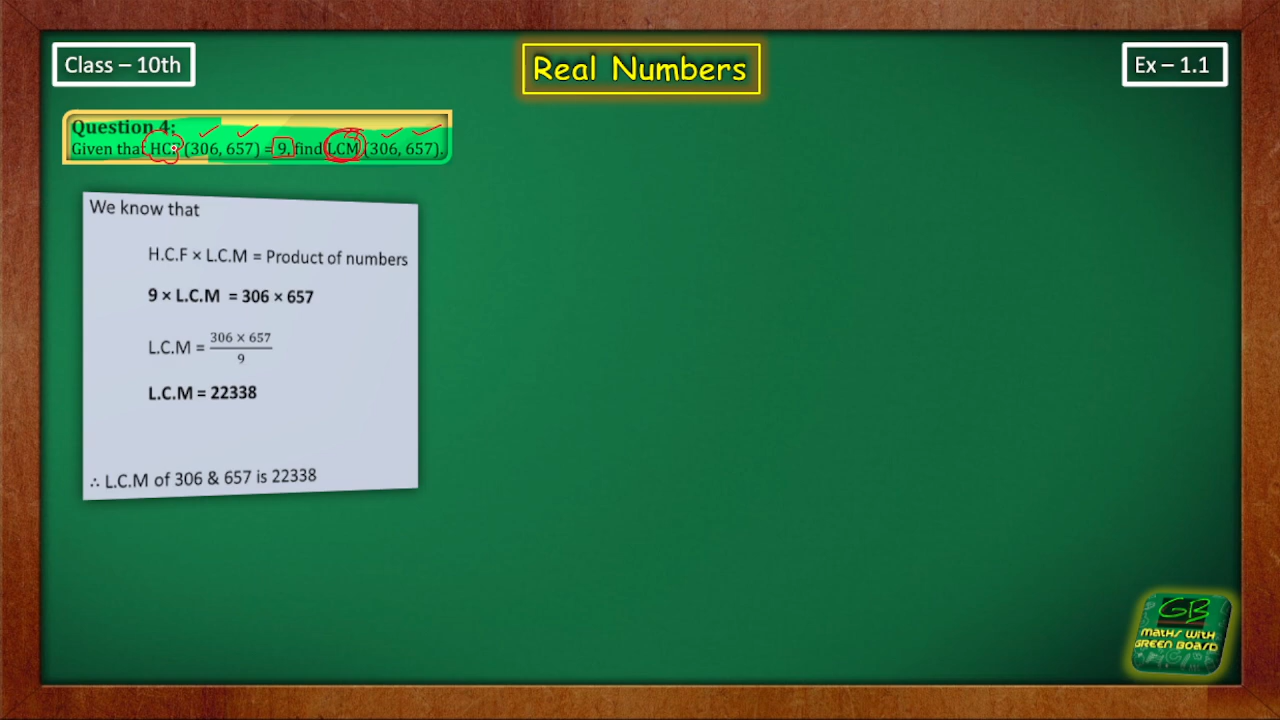 Class – 10th
Real Numbers
Ex – 1.1
Question 4:
Given that HCF (306, 657) = 9, find LCM (306, 657).
We know that
H.C.F × L.C.M = Product of numbers
9 × L.C.M = 306 × 657
L.C.M = 306 × 657 / 9
L.C.M = 22338
∴ L.C.M of 306 & 657 is 22338
GB
MATHS WITH
GREEN BOARD